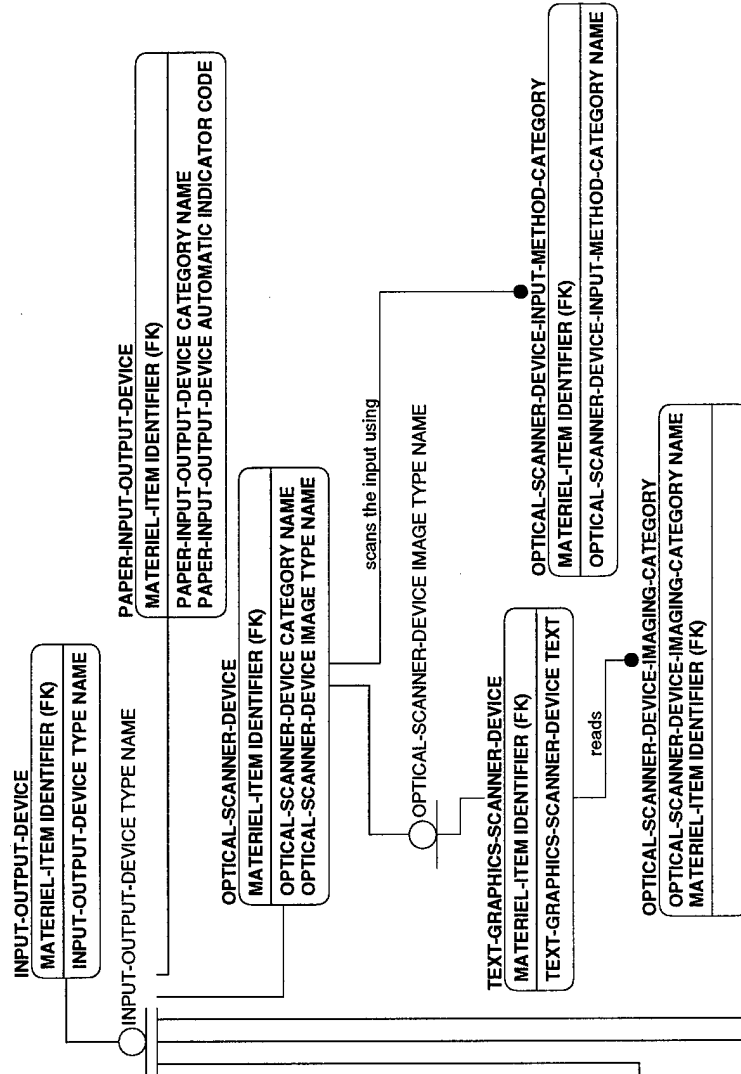 INPUT-OUTPUT-DEVICE
MATERIEL-ITEM IDENTIFIER (FK)
INPUT-OUTPUT-DEVICE TYPE NAME
INPUT-OUTPUT-DEVICE TYPE NAME
PAPER-INPUT-OUTPUT-DEVICE
MATERIEL-ITEM IDENTIFIER (FK)
PAPER-INPUT-OUTPUT-DEVICE CATEGORY NAME
PAPER-INPUT-OUTPUT-DEVICE AUTOMATIC INDICATOR CODE
OPTICAL-SCANNER-DEVICE
MATERIEL-ITEM IDENTIFIER (FK)
OPTICAL-SCANNER-DEVICE CATEGORY NAME
OPTICAL-SCANNER-DEVICE IMAGE TYPE NAME
scans the input using
OPTICAL-SCANNER-DEVICE IMAGE TYPE NAME
TEXT-GRAPHICS-SCANNER-DEVICE
MATERIEL-ITEM IDENTIFIER (FK)
TEXT-GRAPHICS-SCANNER-DEVICE TEXT
reads
OPTICAL-SCANNER-DEVICE-INPUT-METHOD-CATEGORY
MATERIEL-ITEM IDENTIFIER (FK)
OPTICAL-SCANNER-DEVICE-INPUT-METHOD-CATEGORY NAME
OPTICAL-SCANNER-DEVICE-IMAGING-CATEGORY
OPTICAL-SCANNER-DEVICE-IMAGING-CATEGORY NAME
MATERIEL-ITEM IDENTIFIER (FK)